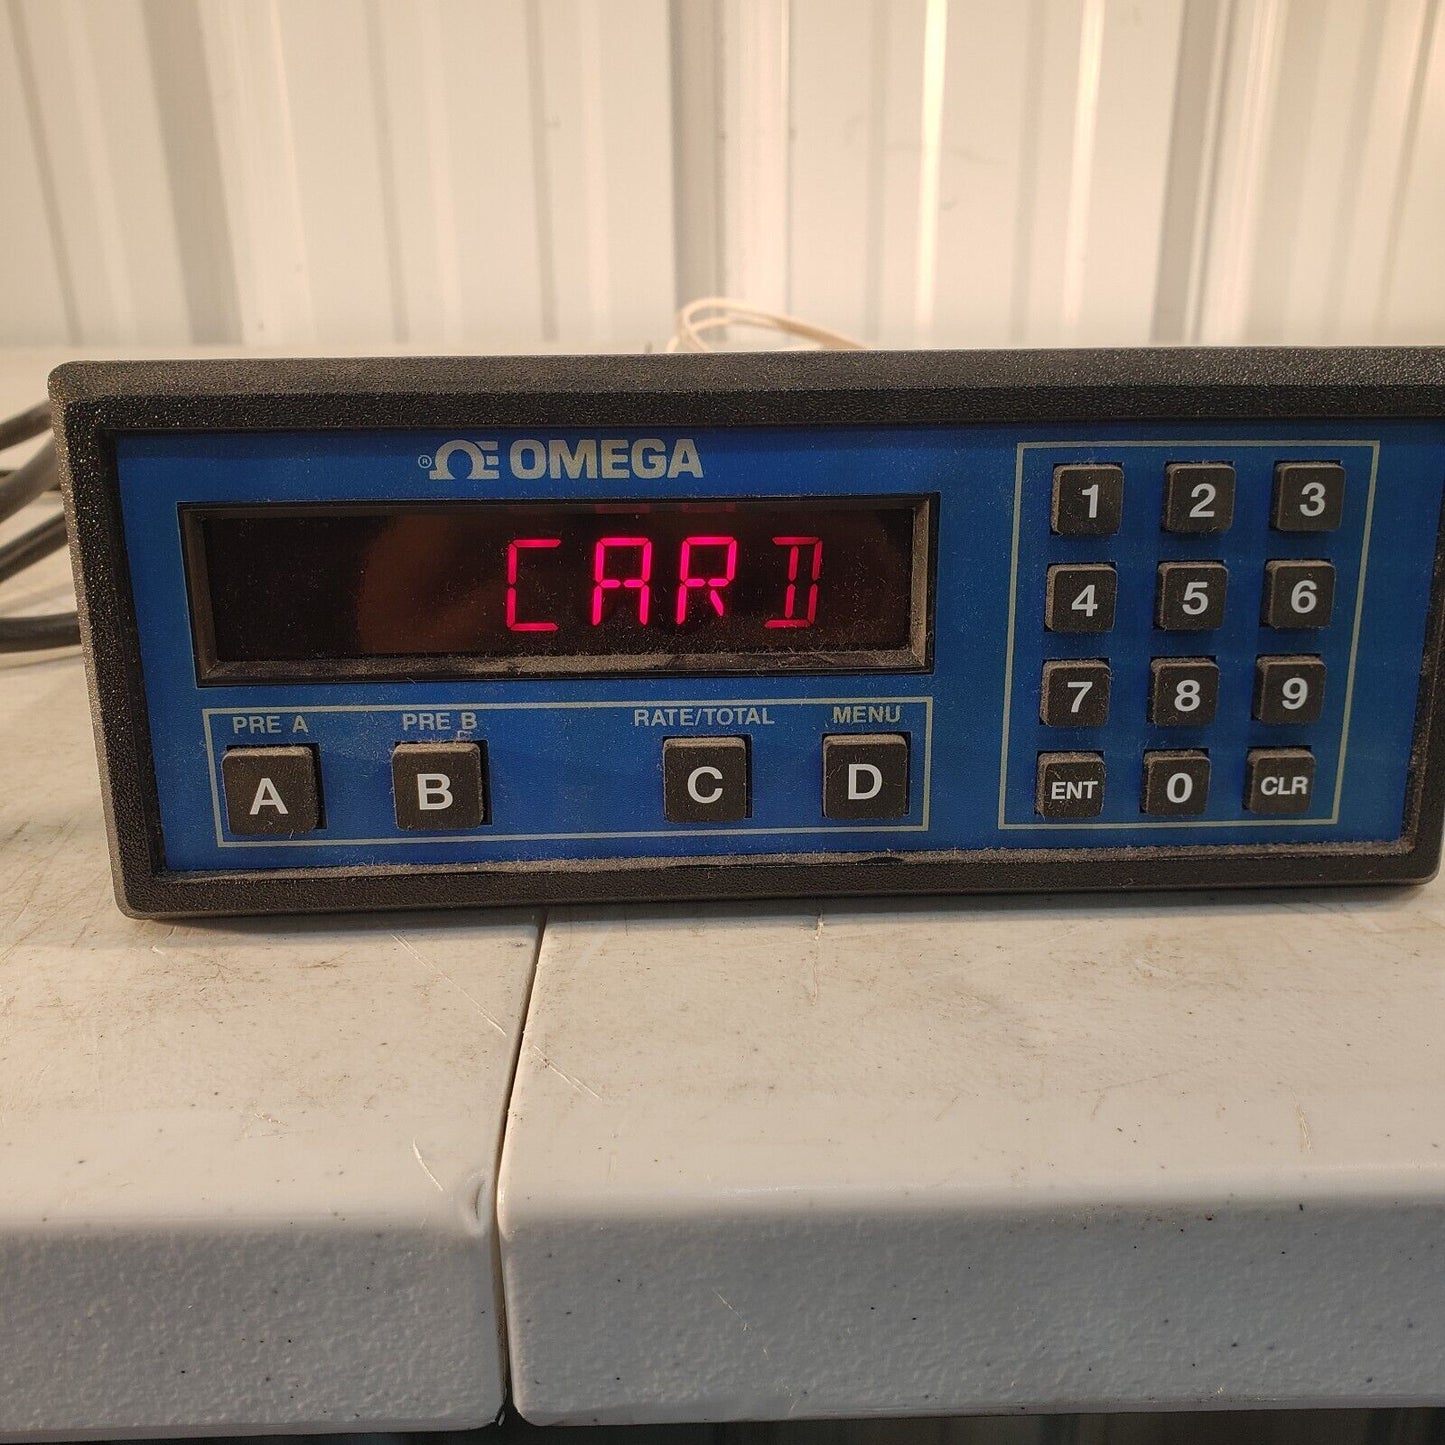 ® ΩE OMEGA
CARD
PRE A PRE B RATE/TOTAL MENU
A B C D
1 2 3
4 5 6
7 8 9
ENT 0 CLR